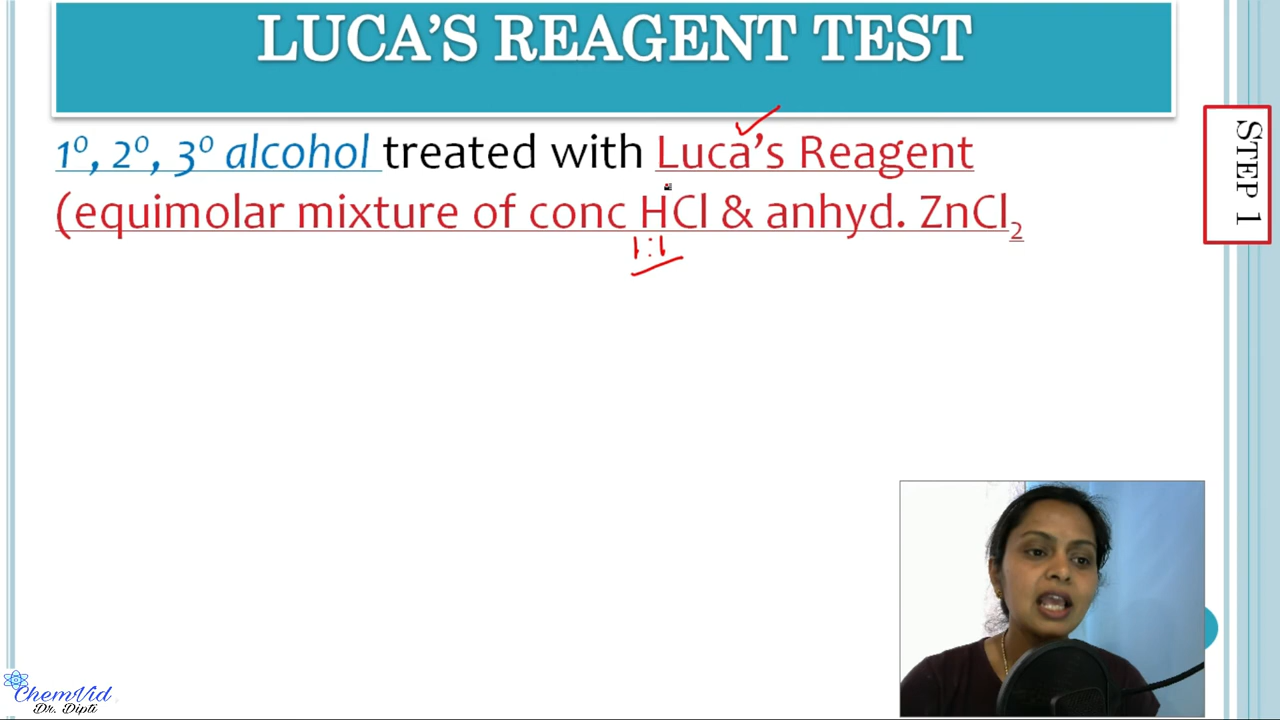 LUCA’S REAGENT TEST
1⁰, 2⁰, 3⁰ alcohol treated with Luca’s Reagent
(equimolar mixture of conc HCl & anhyd. ZnCl₂
1:1
STEP 1
ChemVid
Dr. Dipti